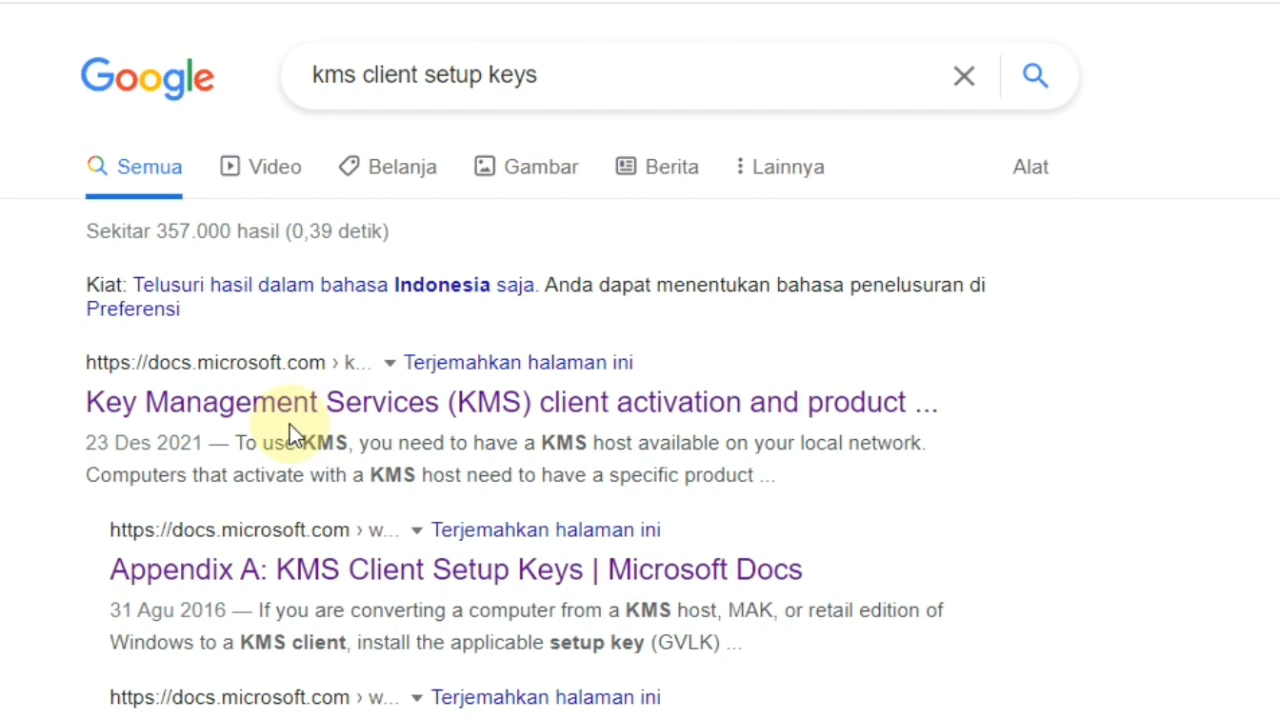 Google
kms client setup keys
Semua Video Belanja Gambar Berita Lainnya Alat
Sekitar 357.000 hasil (0,39 detik)
Kiat: Telusuri hasil dalam bahasa Indonesia saja. Anda dapat menentukan bahasa penelusuran di
Preferensi
https://docs.microsoft.com › k... Terjemahkan halaman ini
Key Management Services (KMS) client activation and product ...
23 Des 2021 — To use KMS, you need to have a KMS host available on your local network.
Computers that activate with a KMS host need to have a specific product ...
https://docs.microsoft.com › w... Terjemahkan halaman ini
Appendix A: KMS Client Setup Keys | Microsoft Docs
31 Agu 2016 — If you are converting a computer from a KMS host, MAK, or retail edition of
Windows to a KMS client, install the applicable setup key (GVLK) ...
https://docs.microsoft.com › w... Terjemahkan halaman ini